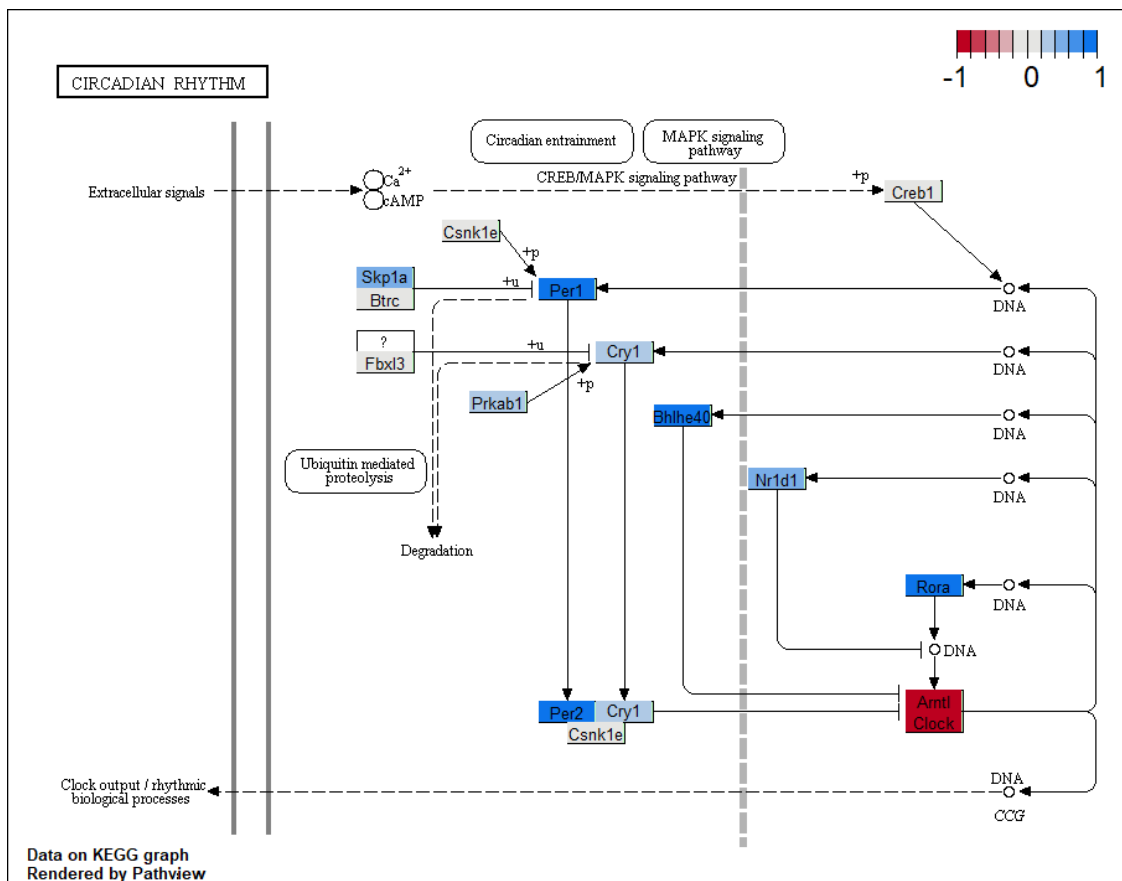 -1 0 1
CIRCADIAN RHYTHM
Circadian entrainment
MAPK signaling
pathway
Extracellular signals
Ca2+
cAMP
CREB/MAPK signaling pathway
+p
Creb1
Csnk1e
+p
Skp1a
Btrc
+u
Per1
DNA
?
Fbxl3
+u
Cry1
DNA
Prkab1
+p
Bhlhe40
DNA
Ubiquitin mediated
proteolysis
Nr1d1
DNA
Degradation
Rora
DNA
DNA
Per2
Cry1
Csnk1e
Arntl
Clock
Clock output / rhythmic
biological processes
DNA
CCG
Data on KEGG graph
Rendered by Pathview